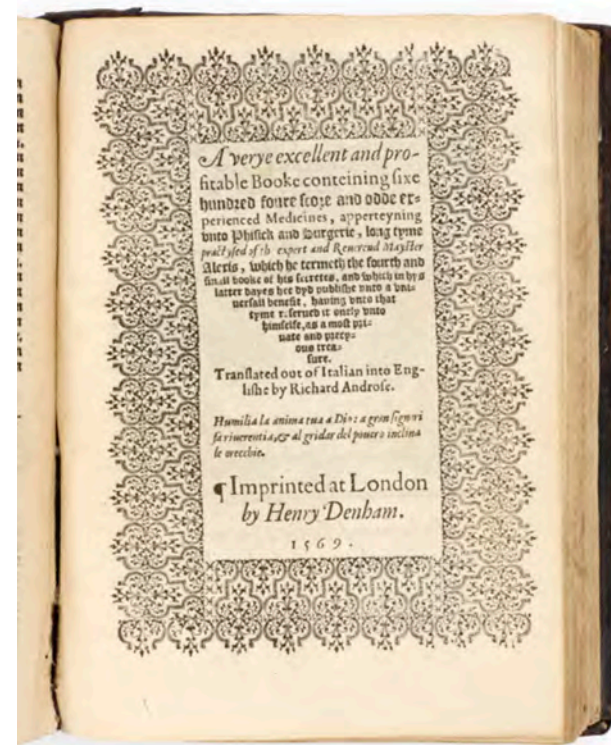 A verye excellent and pro-
fitable Booke conteining sixe
hundred foure score and odde ex-
perienced Medicines, apperteyning
vnto Phisick and Surgerie, long tyme
practysed of the expert and Reuerend Mayster
Alexis, which he termeth the fourth and
finall booke of his secretes, and which in hys
latter dayes hee dyd publishe vnto a vni-
uersall benefit, hauing vnto that
tyme reserued it onely vnto
himselfe, as a most pri-
uate and precy-
ous trea-
sure.
Translated out of Italian into Eng-
lishe by Richard Androse.
Humilia la anima tua a Dio: a gran signori
fa riuerentia, & al gridar del pouero inclina
le orecchie.
¶ Imprinted at London
by Henry Denham.
1569.